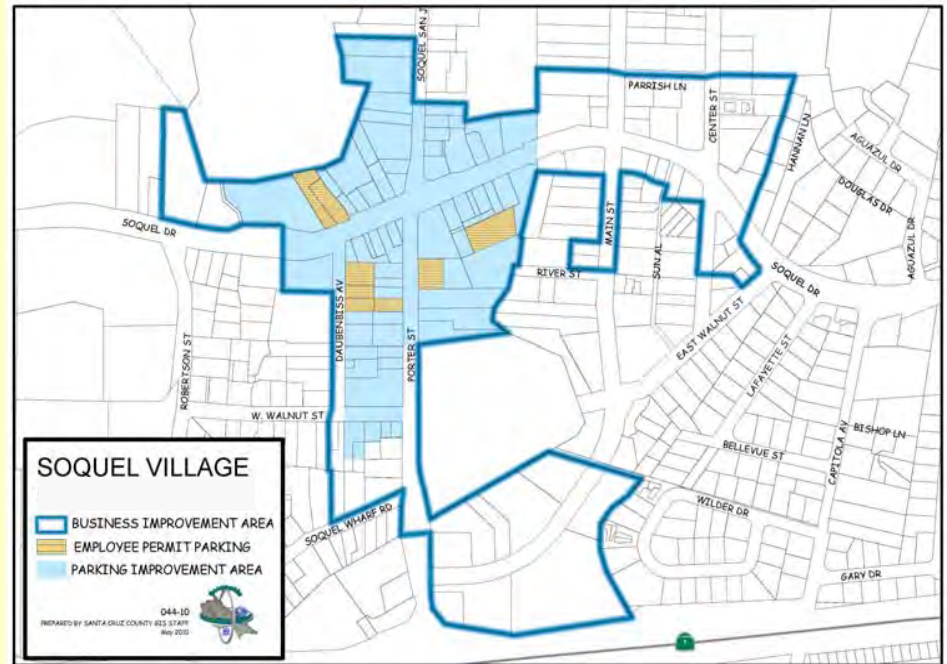 SOQUEL SAN J
PARRISH LN
CENTER ST
HANNAN LN
AGUAZUL DR
DOUGLAS DR
AGUAZUL DR
SOQUEL DR
MAIN ST
SUN AL
RIVER ST
SOQUEL DR
DAUBENBISS AV
PORTER ST
EAST WALNUT ST
LAFAYETTE ST
ROBERTSON ST
W. WALNUT ST
CAPITOLA AV
BISHOP LN
BELLEVUE ST
WILDER DR
SOQUEL WHARF RD
GARY DR
SOQUEL VILLAGE
BUSINESS IMPROVEMENT AREA
EMPLOYEE PERMIT PARKING
PARKING IMPROVEMENT AREA
044-10
PREPARED BY SANTA CRUZ COUNTY GIS STAFF
May 2010
1